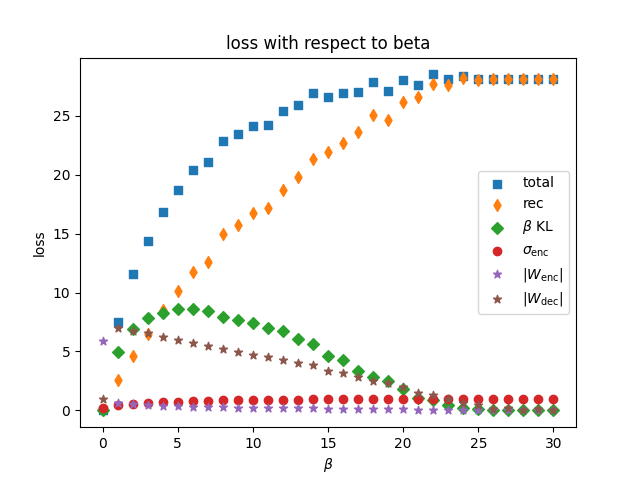 loss with respect to beta
loss
25
20
15
10
5
0
total
rec
β KL
σenc
|Wenc|
|Wdec|
0 5 10 15 20 25 30
β